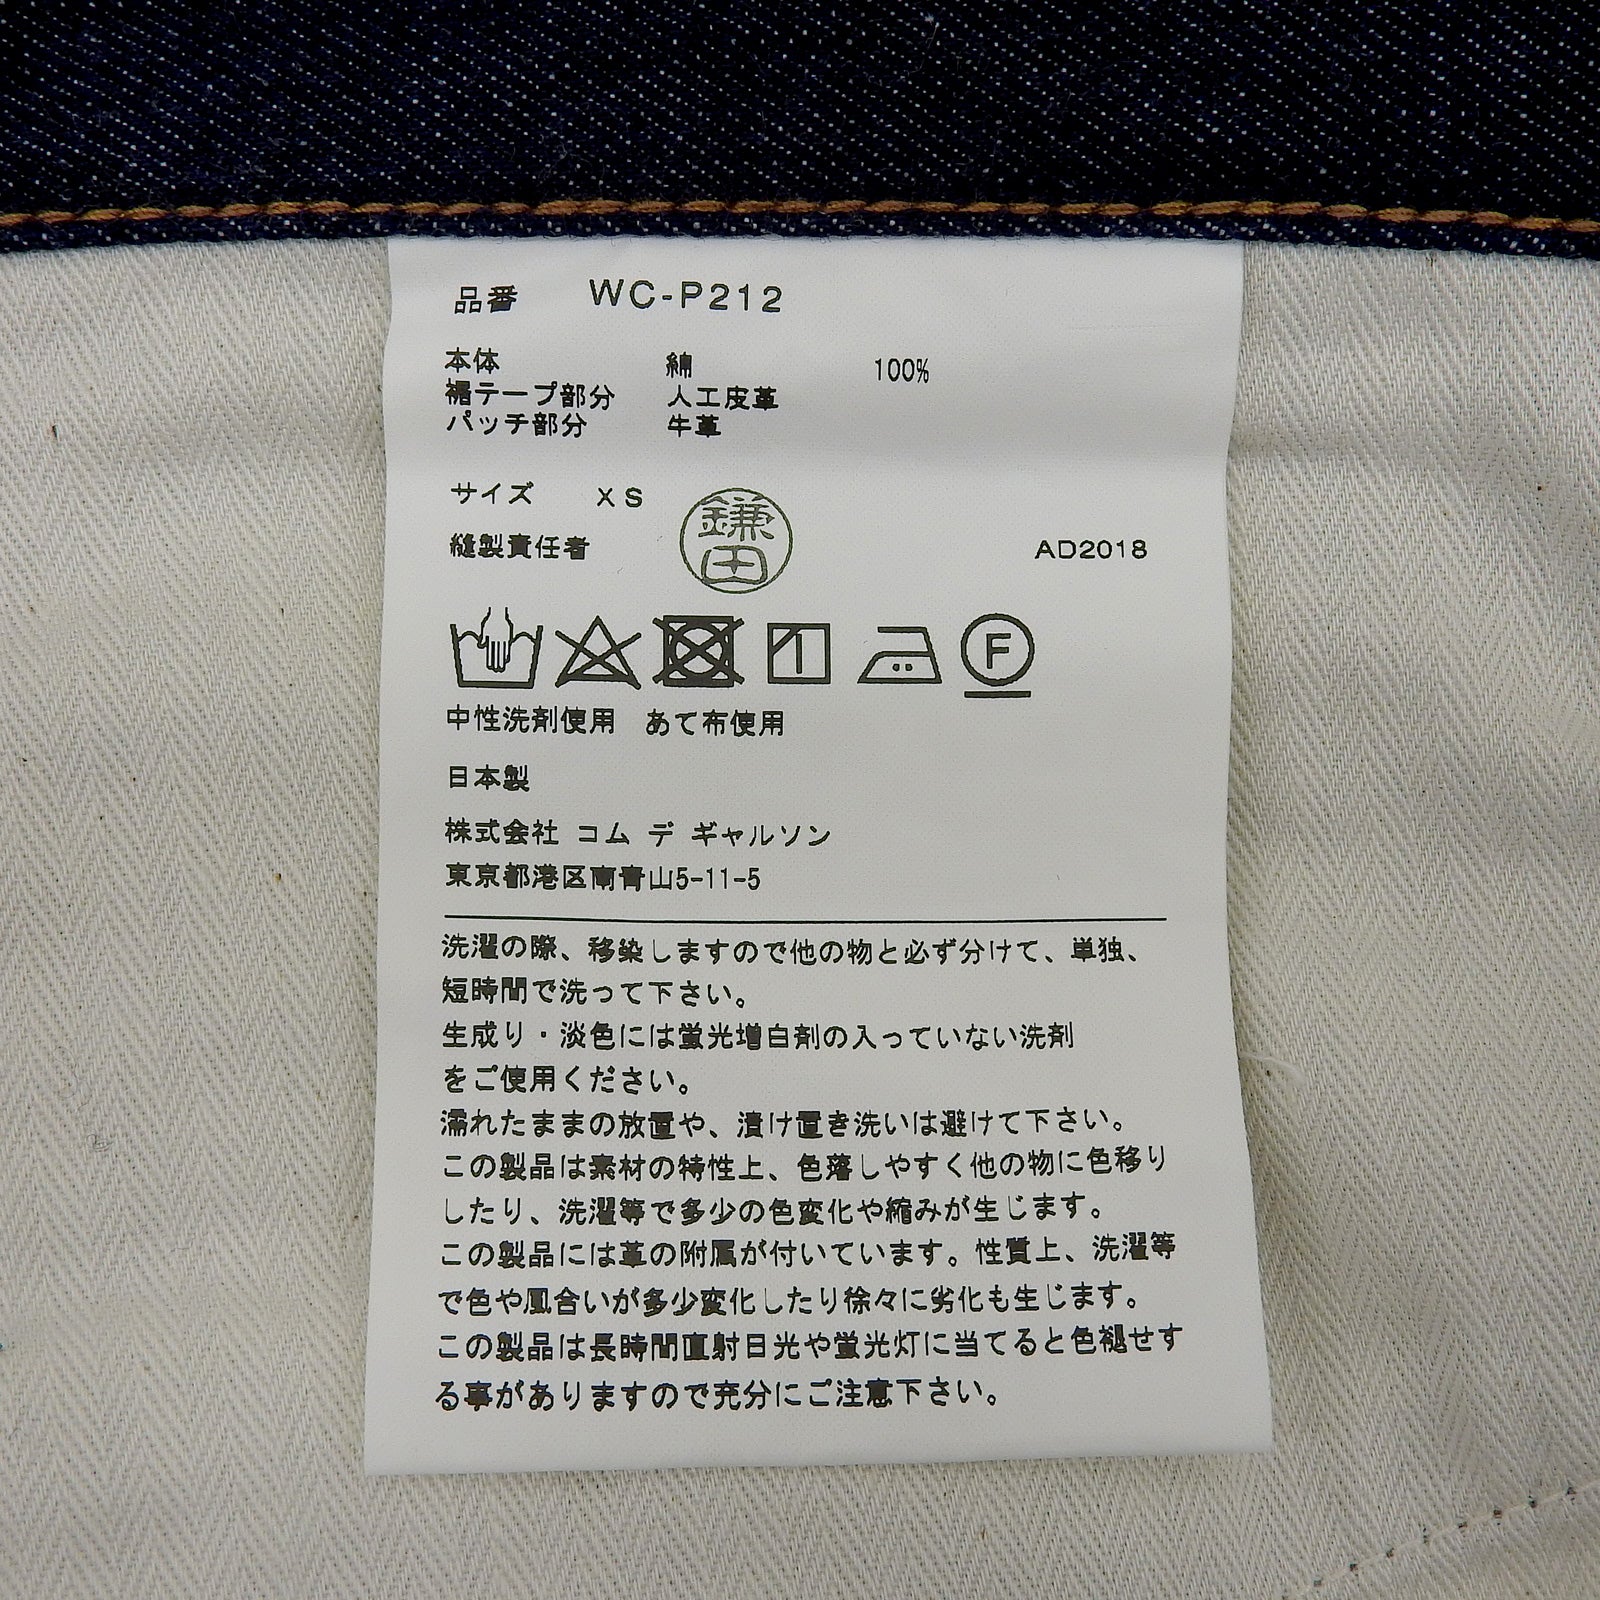 品番 WC-P212
本体 綿 100%
裾テープ部分 人工皮革
パッチ部分 牛革
サイズ XS
縫製責任者 鎌田 AD2018
F
中性洗剤使用 あて布使用
日本製
株式会社 コム デ ギャルソン
東京都港区南青山5-11-5
洗濯の際、移染しますので他の物と必ず分けて、単独、
短時間で洗って下さい。
生成り・淡色には蛍光増白剤の入っていない洗剤
をご使用ください。
濡れたままの放置や、漬け置き洗いは避けて下さい。
この製品は素材の特性上、色落しやすく他の物に色移り
したり、洗濯等で多少の色変化や縮みが生じます。
この製品には革の附属が付いています。性質上、洗濯等
で色や風合いが多少変化したり徐々に劣化も生じます。
この製品は長時間直射日光や蛍光灯に当てると色褪せす
る事がありますので充分にご注意下さい。